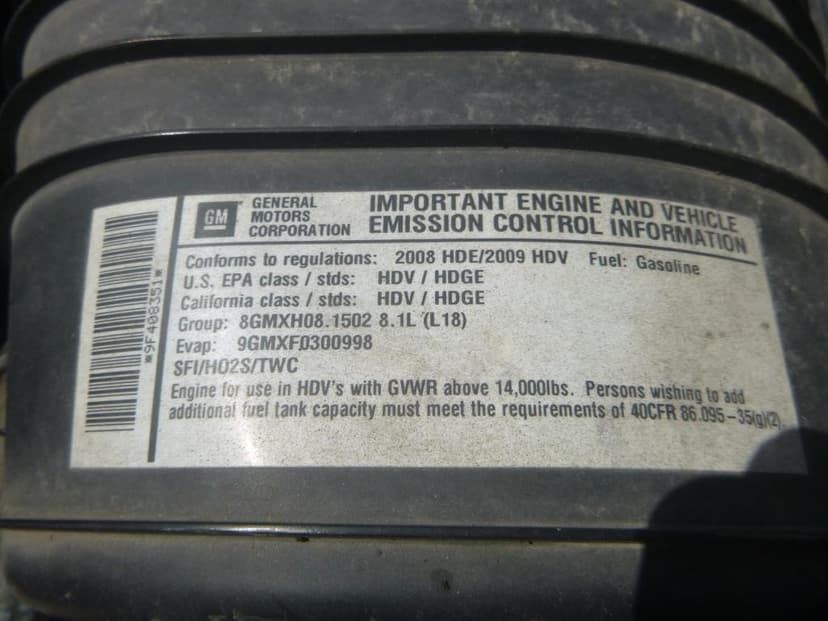 GM GENERAL MOTORS CORPORATION
IMPORTANT ENGINE AND VEHICLE
EMISSION CONTROL INFORMATION
Conforms to regulations: 2008 HDE/2009 HDV Fuel: Gasoline
U.S. EPA class / stds: HDV / HDGE
California class / stds: HDV / HDGE
Group: 8GMXH08.1502 8.1L (L18)
Evap: 9GMXF0300998
SFI/HO2S/TWC
Engine for use in HDV's with GVWR above 14,000lbs. Persons wishing to add
additional fuel tank capacity must meet the requirements of 40CFR 86.095-35(g)(2).
*9F408351*